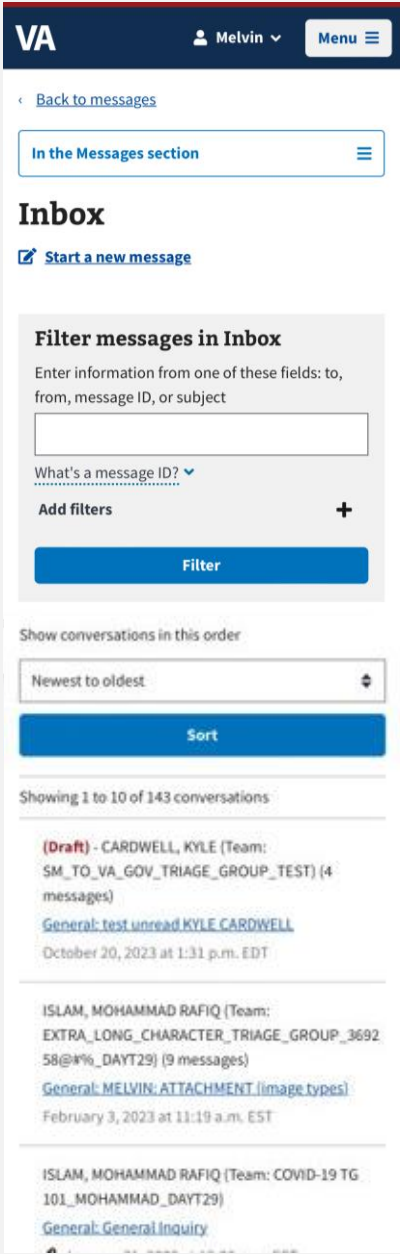 VA
Melvin
Menu
‹ Back to messages
In the Messages section
Inbox
Start a new message
Filter messages in Inbox
Enter information from one of these fields: to,
from, message ID, or subject
What's a message ID?
Add filters
Filter
Show conversations in this order
Newest to oldest
Sort
Showing 1 to 10 of 143 conversations
(Draft) - CARDWELL, KYLE (Team:
SM_TO_VA_GOV_TRIAGE_GROUP_TEST) (4
messages)
General: test unread KYLE CARDWELL
October 20, 2023 at 1:31 p.m. EDT
ISLAM, MOHAMMAD RAFIQ (Team:
EXTRA_LONG_CHARACTER_TRIAGE_GROUP_3692
58@#%_DAYT29) (9 messages)
General: MELVIN: ATTACHMENT (image types)
February 3, 2023 at 11:19 a.m. EST
ISLAM, MOHAMMAD RAFIQ (Team: COVID-19 TG
101_MOHAMMAD_DAYT29)
General: General Inquiry